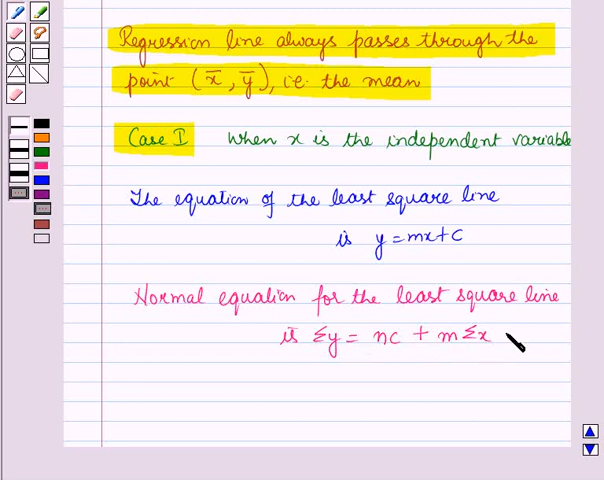 Regression line always passes through the
point (x̄, ȳ), i.e. the mean
Case I When x is the independent variable
The equation of the least square line
is y = mx + c
Normal equation for the least square line
is Σy = nc + m Σx